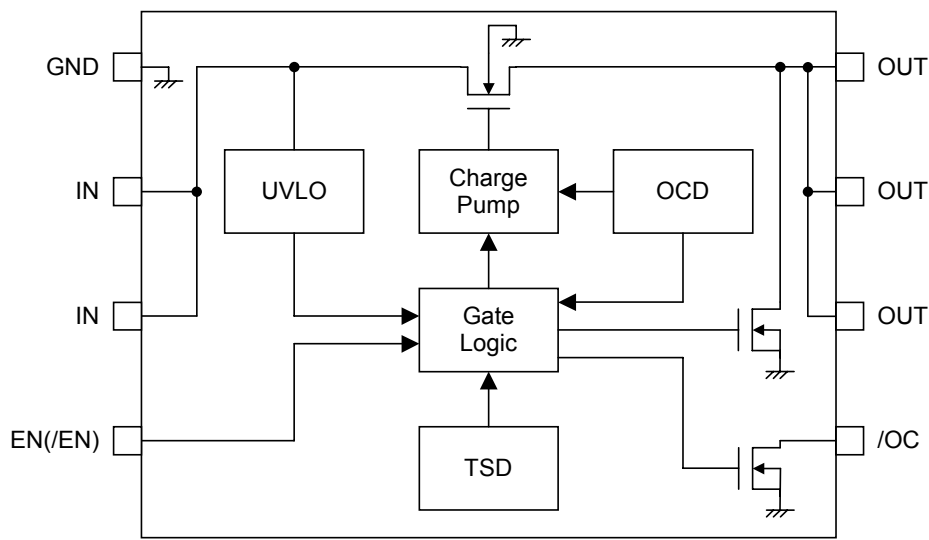 GND
OUT
IN
UVLO
Charge
Pump
OCD
OUT
IN
Gate
Logic
OUT
EN(/EN)
TSD
/OC